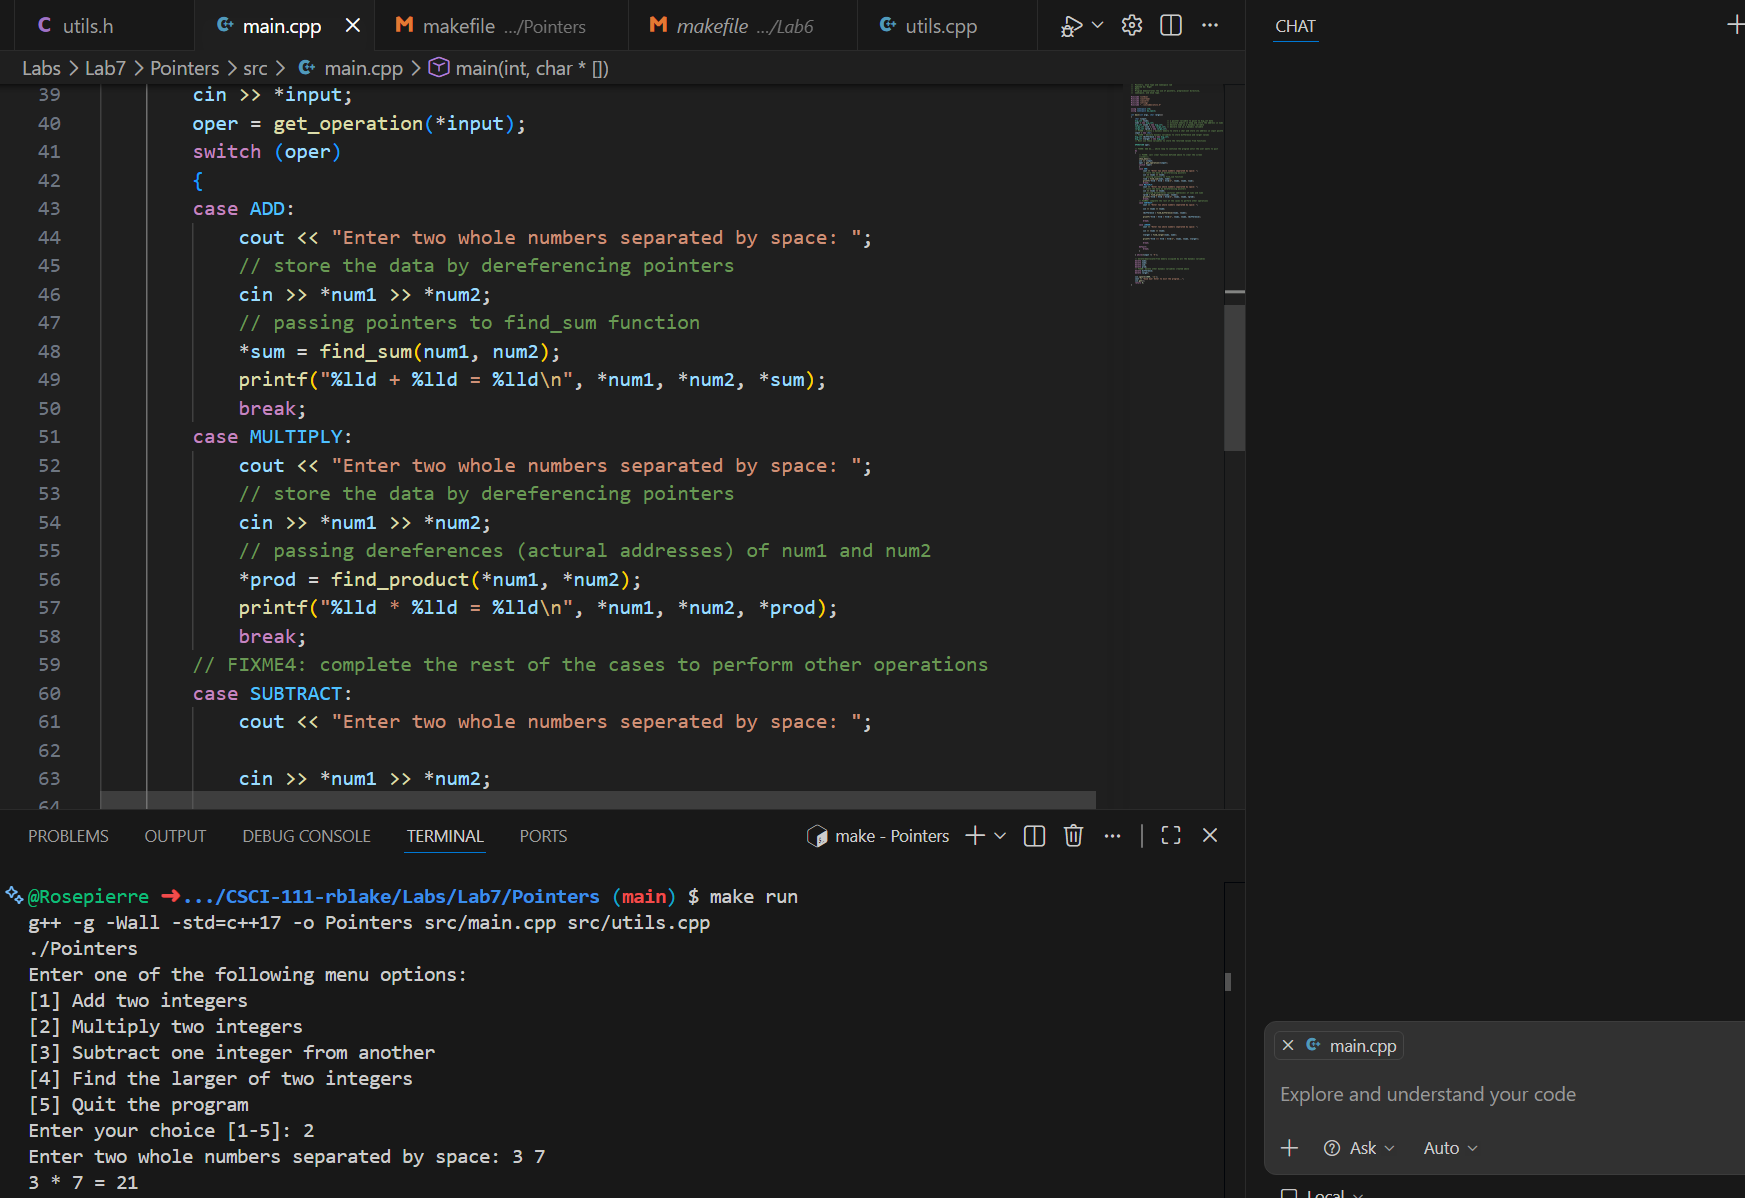 utils.h
main.cpp
makefile .../Pointers
makefile .../Lab6
utils.cpp
CHAT
Labs > Lab7 > Pointers > src > main.cpp > main(int, char * [])
39 cin >> *input;
40 oper = get_operation(*input);
41 switch (oper)
42 {
43 case ADD:
44 cout << "Enter two whole numbers separated by space: ";
45 // store the data by dereferencing pointers
46 cin >> *num1 >> *num2;
47 // passing pointers to find_sum function
48 *sum = find_sum(num1, num2);
49 printf("%lld + %lld = %lld\n", *num1, *num2, *sum);
50 break;
51 case MULTIPLY:
52 cout << "Enter two whole numbers separated by space: ";
53 // store the data by dereferencing pointers
54 cin >> *num1 >> *num2;
55 // passing dereferences (actural addresses) of num1 and num2
56 *prod = find_product(*num1, *num2);
57 printf("%lld * %lld = %lld\n", *num1, *num2, *prod);
58 break;
59 // FIXME4: complete the rest of the cases to perform other operations
60 case SUBTRACT:
61 cout << "Enter two whole numbers seperated by space: ";
62
63 cin >> *num1 >> *num2;
64
PROBLEMS OUTPUT DEBUG CONSOLE TERMINAL PORTS
make - Pointers
@Rosepierre ➜.../CSCI-111-rblake/Labs/Lab7/Pointers (main) $ make run
g++ -g -Wall -std=c++17 -o Pointers src/main.cpp src/utils.cpp
./Pointers
Enter one of the following menu options:
[1] Add two integers
[2] Multiply two integers
[3] Subtract one integer from another
[4] Find the larger of two integers
[5] Quit the program
Enter your choice [1-5]: 2
Enter two whole numbers separated by space: 3 7
3 * 7 = 21
main.cpp
Explore and understand your code
Ask
Auto
Local